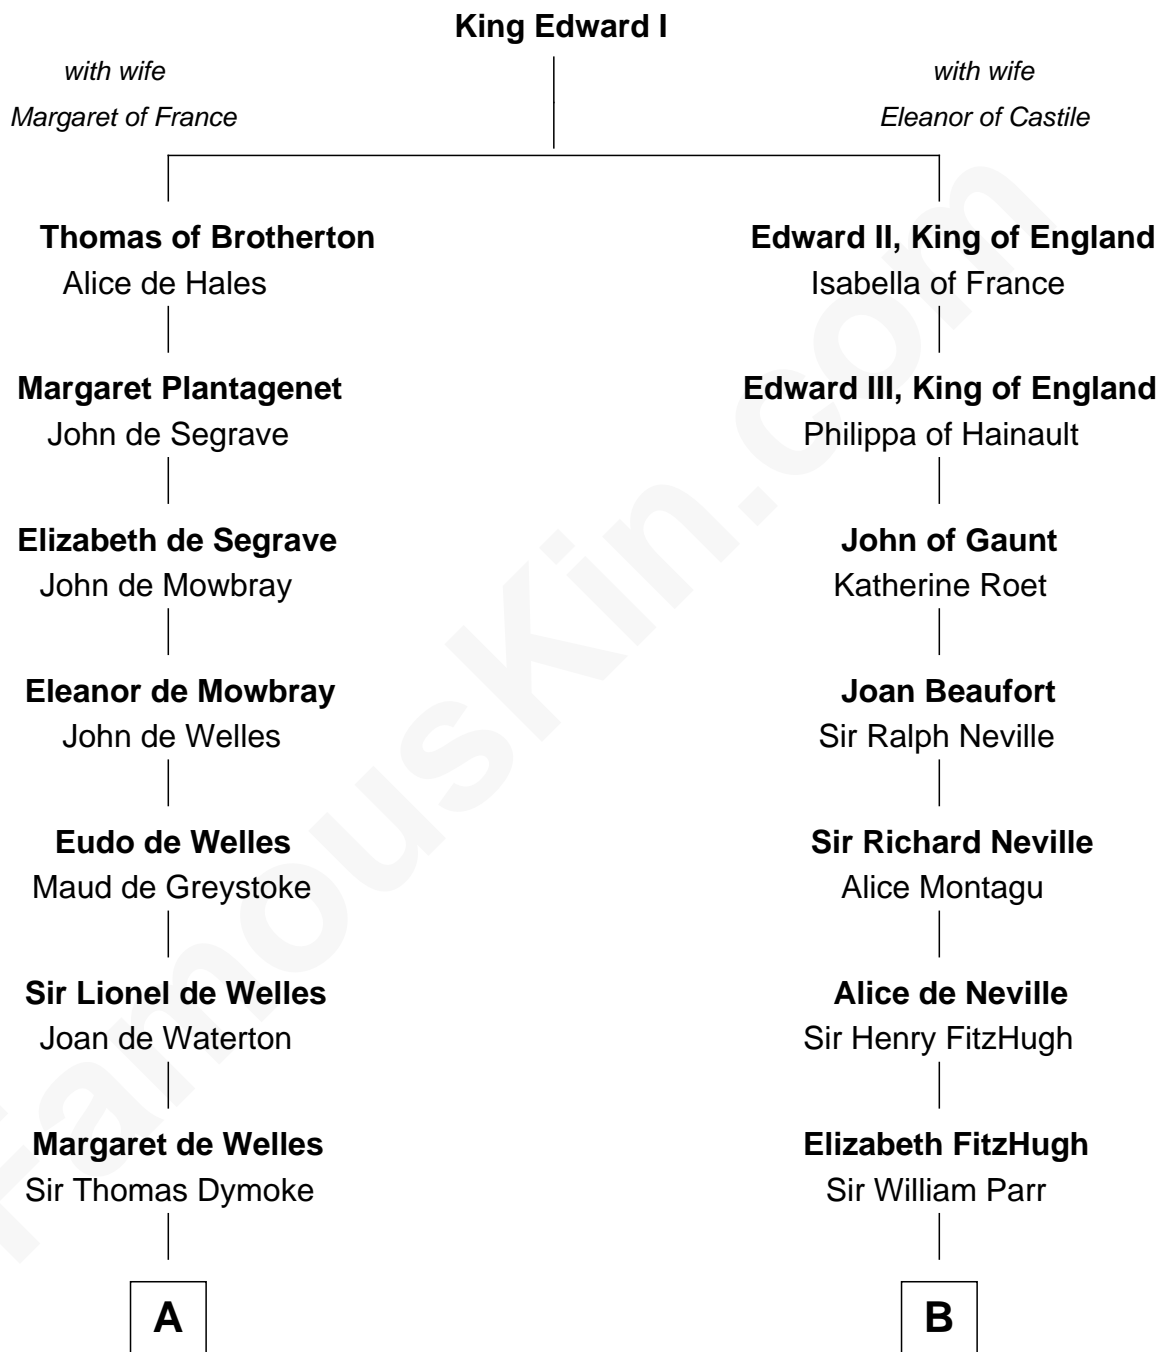 King Edward I
with wife
Margaret of France
with wife
Eleanor of Castile
Thomas of Brotherton
Alice de Hales
Edward II, King of England
Isabella of France
Margaret Plantagenet
John de Segrave
Edward III, King of England
Philippa of Hainault
Elizabeth de Segrave
John de Mowbray
John of Gaunt
Katherine Roet
Eleanor de Mowbray
John de Welles
Joan Beaufort
Sir Ralph Neville
Eudo de Welles
Maud de Greystoke
Sir Richard Neville
Alice Montagu
Sir Lionel de Welles
Joan de Waterton
Alice de Neville
Sir Henry FitzHugh
Margaret de Welles
Sir Thomas Dymoke
Elizabeth FitzHugh
Sir William Parr
A
B
FamousKin.com